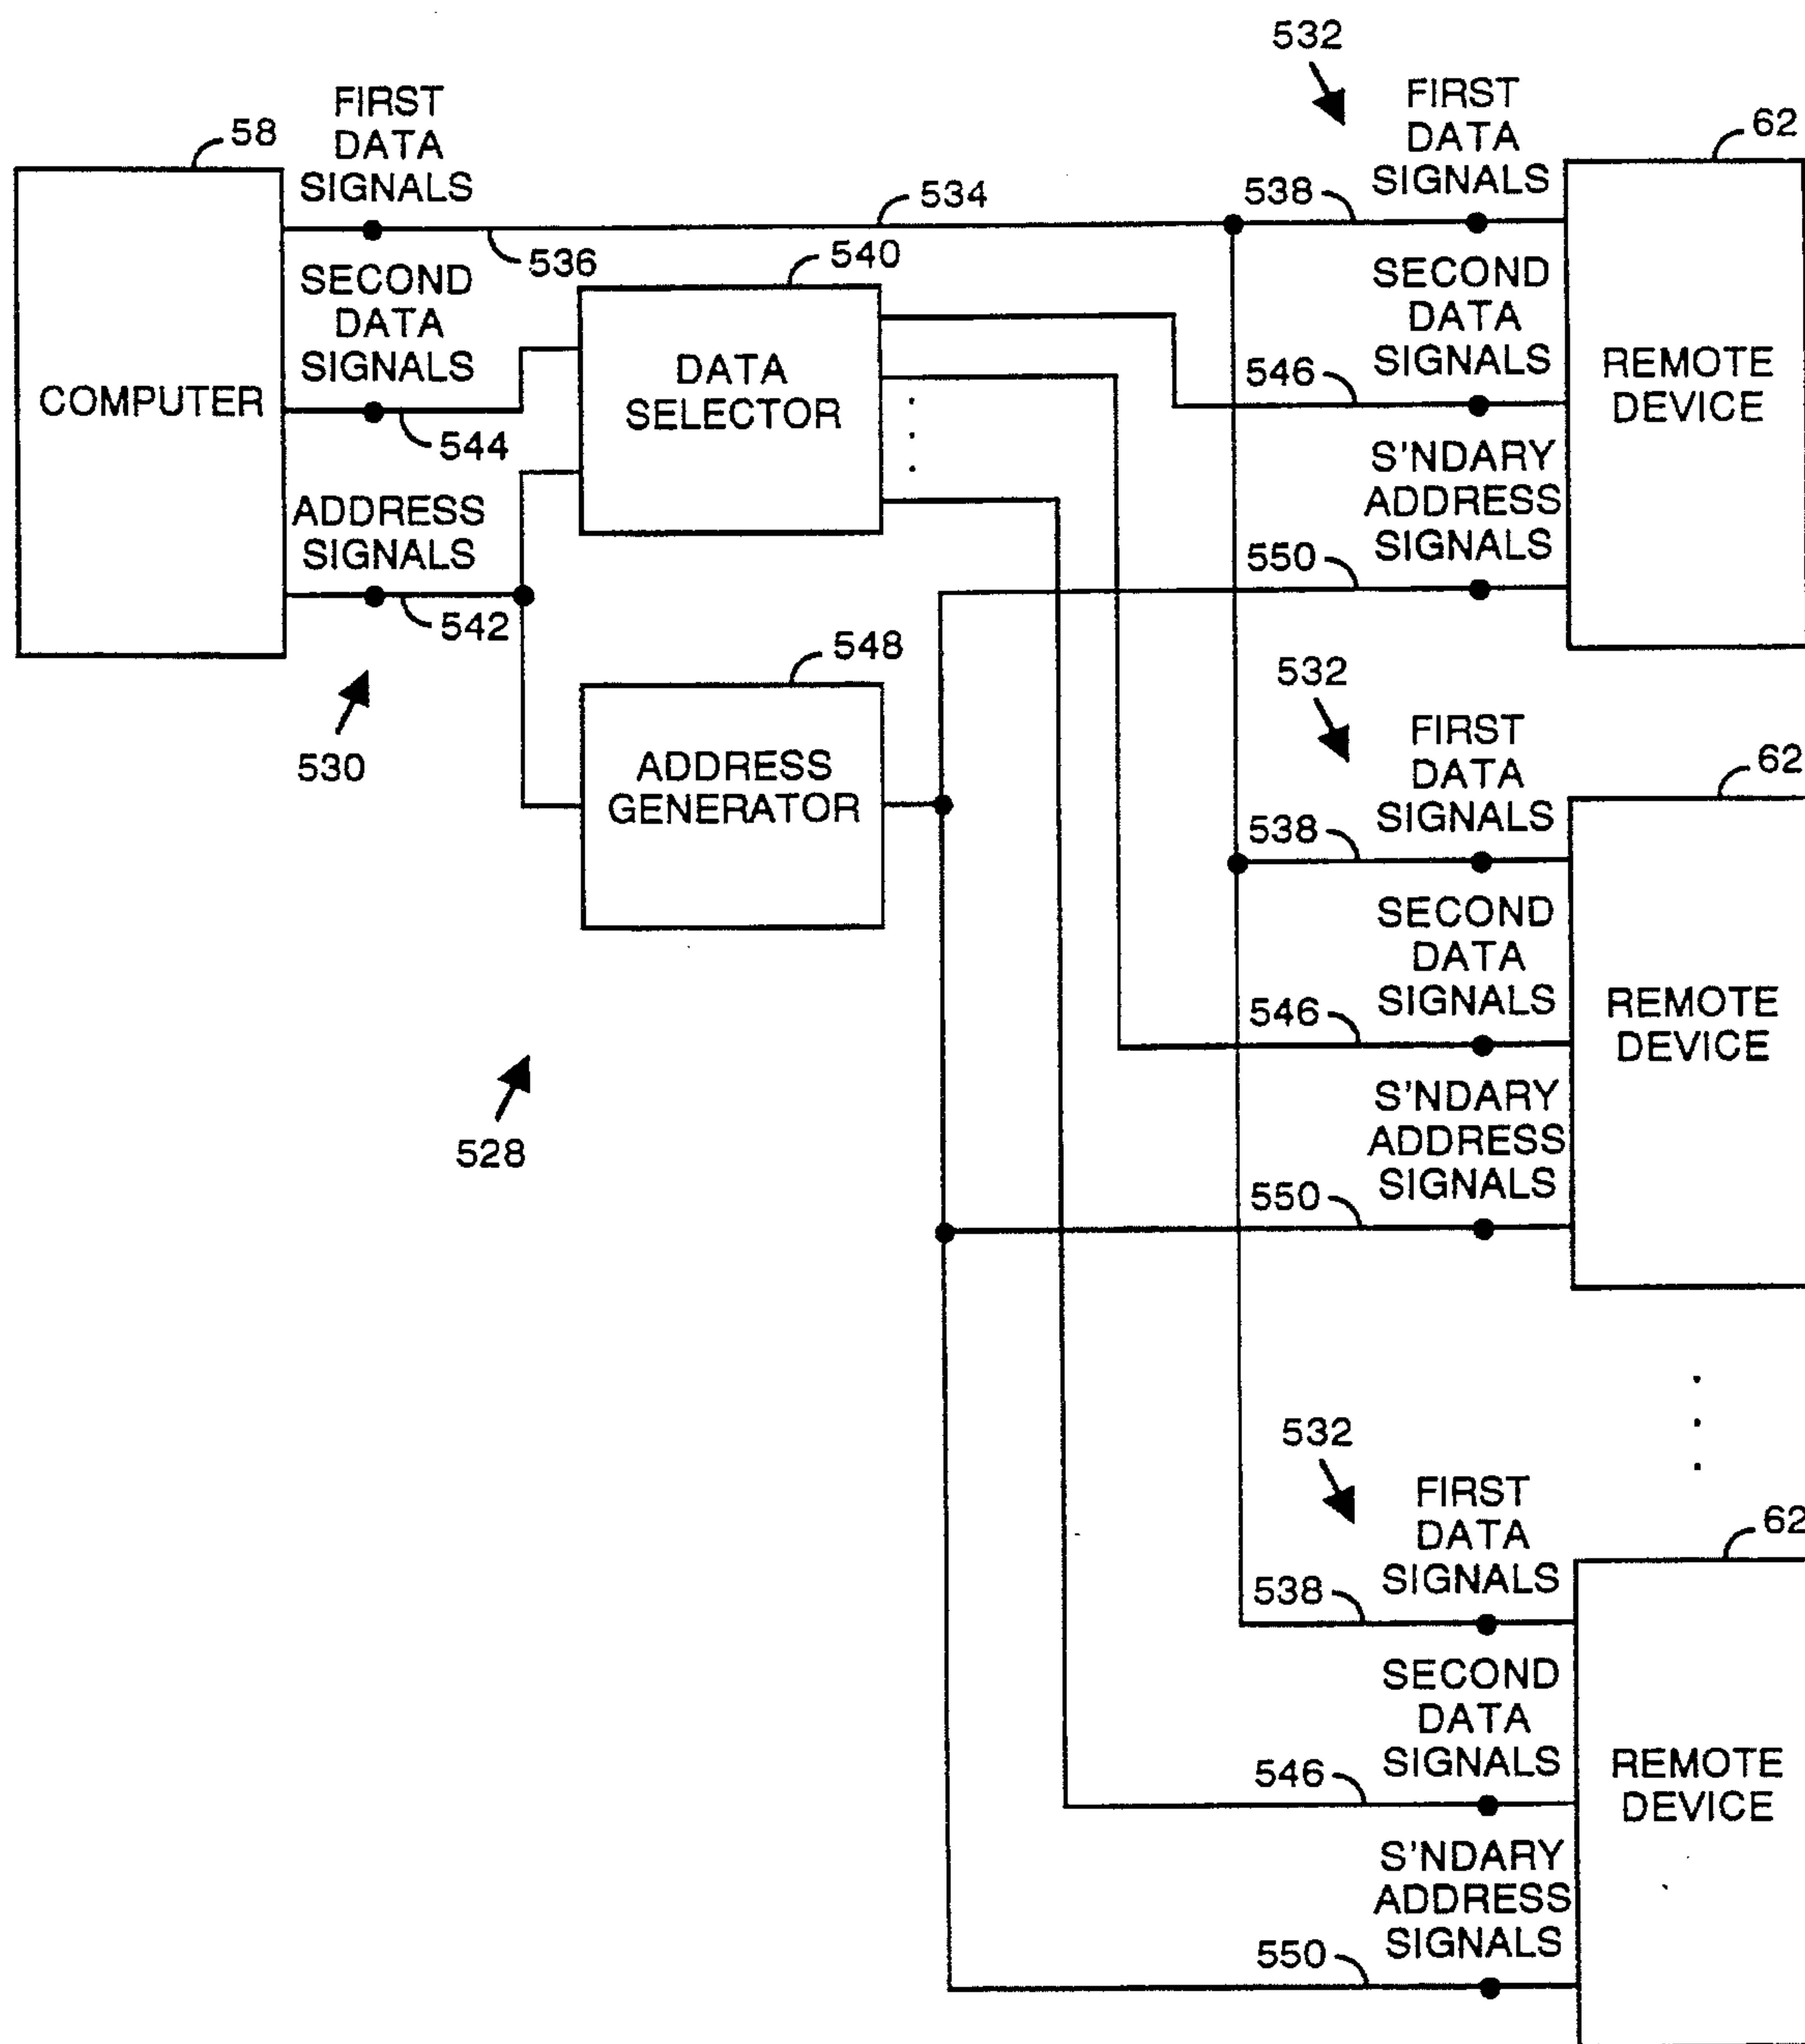 532
58
FIRST
DATA
SIGNALS
FIRST
DATA
SIGNALS
62
534
538
536
540
SECOND
DATA
SIGNALS
SECOND
DATA
SIGNALS
COMPUTER
DATA
SELECTOR
REMOTE
DEVICE
546
544
S'NDARY
ADDRESS
SIGNALS
ADDRESS
SIGNALS
550
542
548
530
ADDRESS
GENERATOR
532
FIRST
DATA
SIGNALS
62
538
SECOND
DATA
SIGNALS
REMOTE
DEVICE
546
528
S'NDARY
ADDRESS
SIGNALS
550
532
FIRST
DATA
SIGNALS
62
538
SECOND
DATA
SIGNALS
REMOTE
DEVICE
546
S'NDARY
ADDRESS
SIGNALS
550